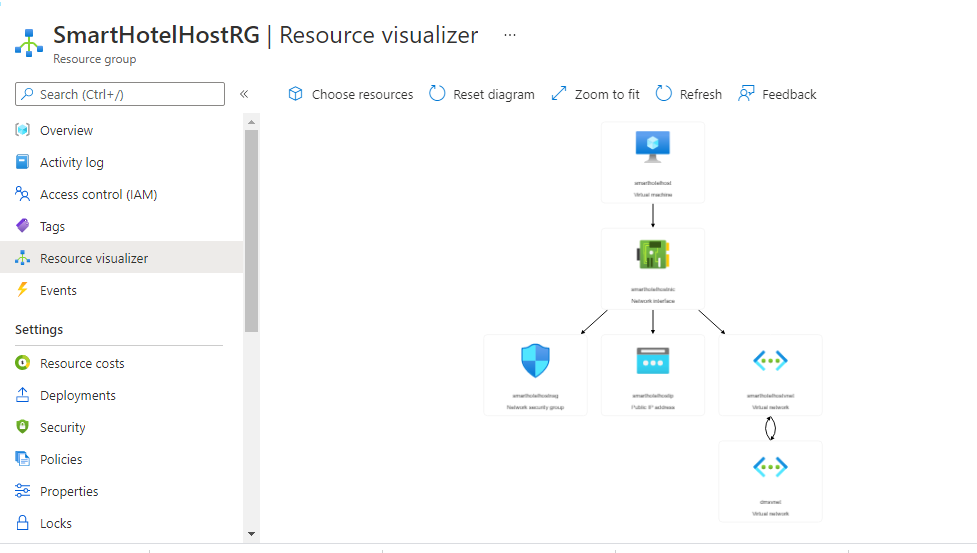 SmartHotelHostRG | Resource visualizer ...
Resource group
Search (Ctrl+/)
«
Choose resources
Reset diagram
Zoom to fit
Refresh
Feedback
Overview
Activity log
Access control (IAM)
Tags
Resource visualizer
Events
Settings
Resource costs
Deployments
Security
Policies
Properties
Locks
smarthotelhost
Virtual machine
smarthotelhostnic
Network interface
smarthotelhostnsg
Network security group
smarthotelhostip
Public IP address
smarthotelhostvnet
Virtual network
dmsvnet
Virtual network